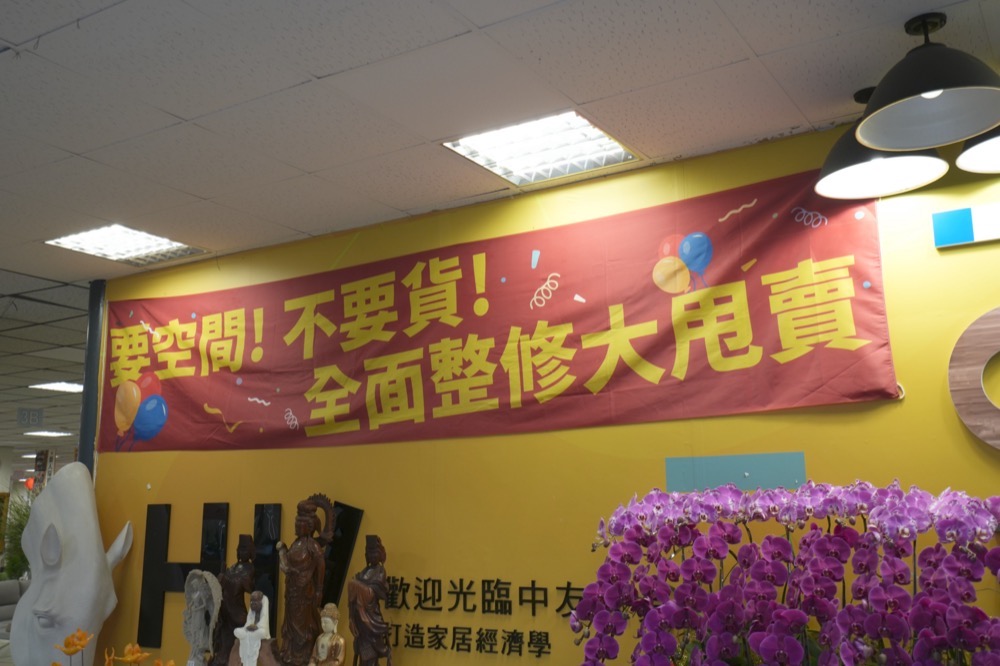 要空間！不要貨！
全面整修大甩賣
歡迎光臨中友
打造家居經濟學